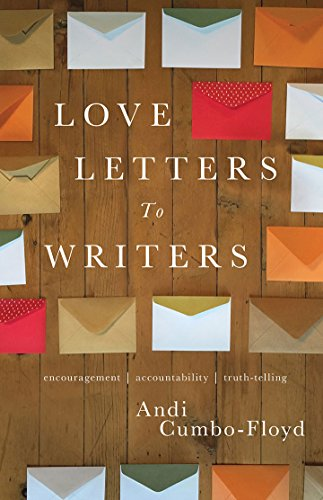 LOVE
LETTERS
To
WRITERS
encouragement | accountability | truth-telling
Andi
Cumbo-Floyd